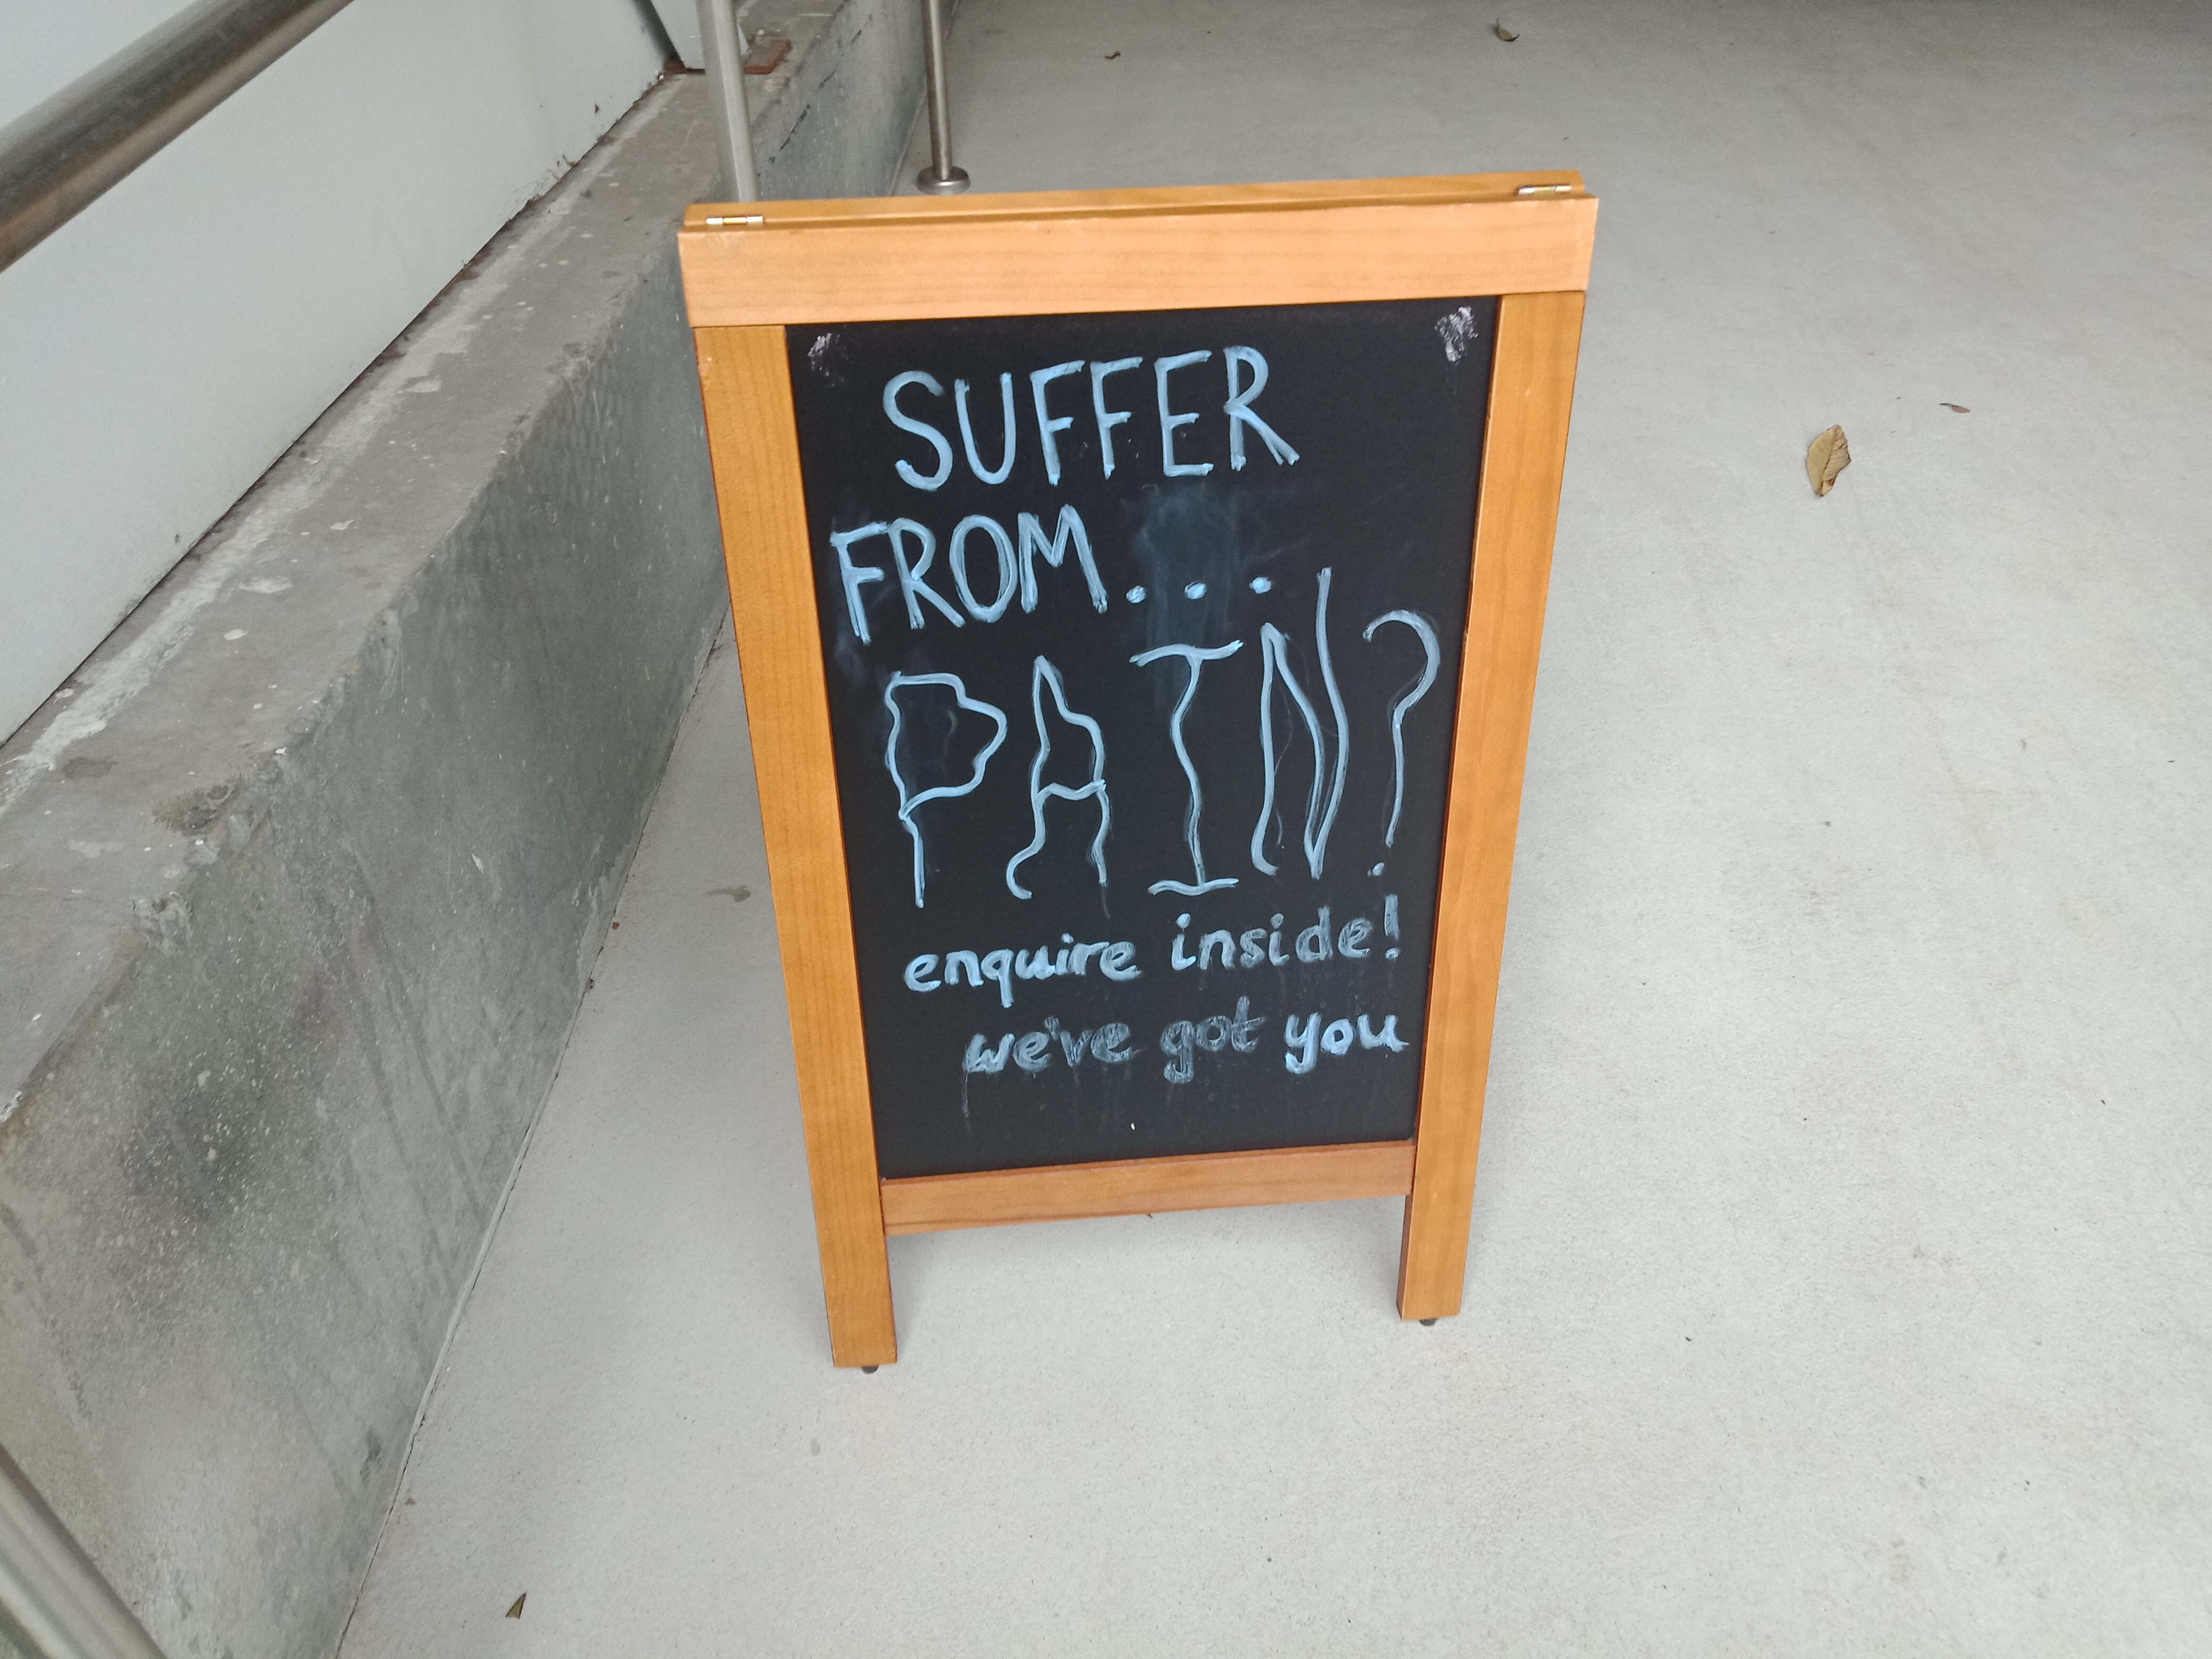 SUFFER
FROM...
PAIN?
enquire inside!
we've got you